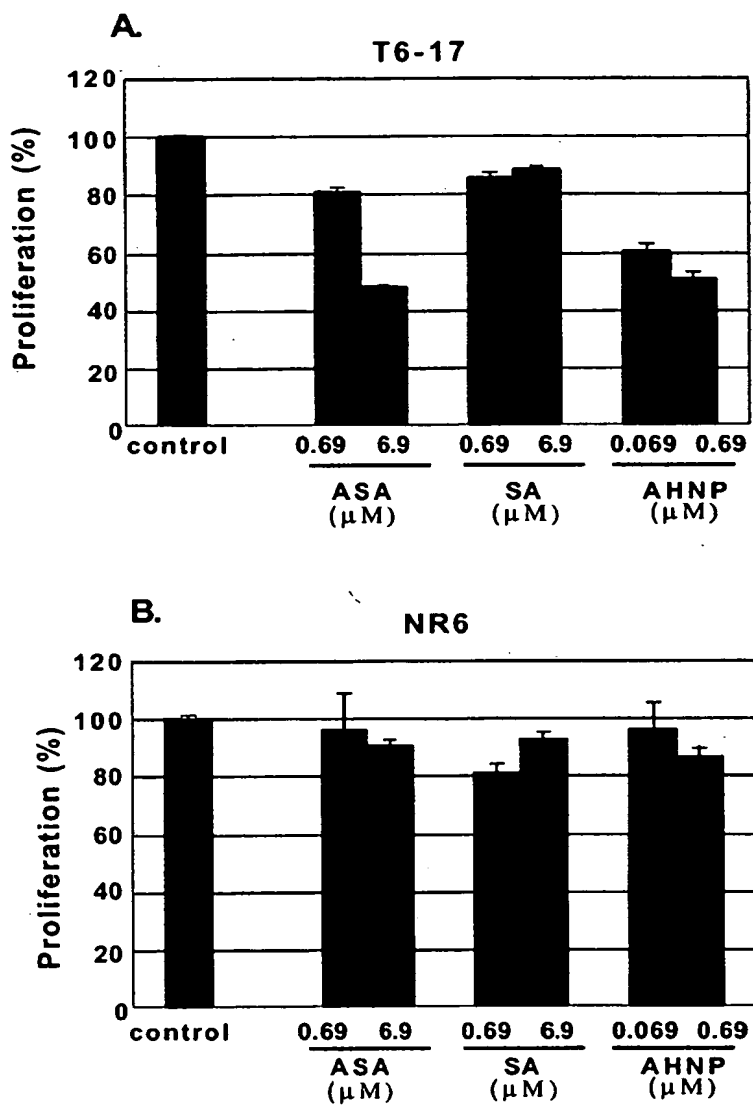 A.
T6-17
120
100
80
60
40
20
0
Proliferation (%)
control
0.69 6.9 0.69 6.9 0.069 0.69
ASA SA AHNP
(μM) (μM) (μM)
B.
NR6
120
100
80
60
40
20
0
Proliferation (%)
control
0.69 6.9 0.69 6.9 0.069 0.69
ASA SA AHNP
(μM) (μM) (μM)